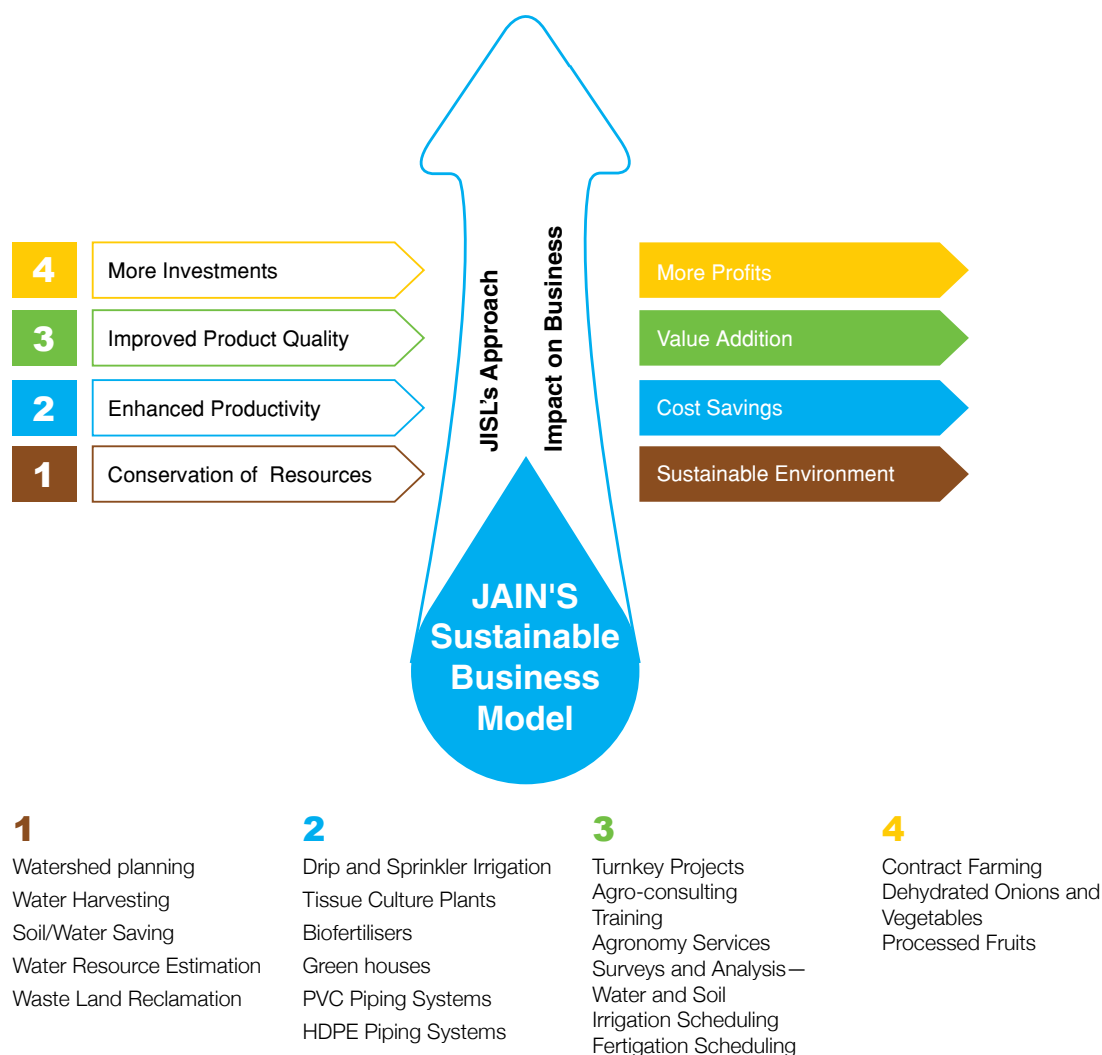 4
More Investments
3
Improved Product Quality
2
Enhanced Productivity
1
Conservation of Resources
JISL's Approach
Impact on Business
More Profits
Value Addition
Cost Savings
Sustainable Environment
JAIN'S
Sustainable
Business
Model
1
Watershed planning
Water Harvesting
Soil/Water Saving
Water Resource Estimation
Waste Land Reclamation
2
Drip and Sprinkler Irrigation
Tissue Culture Plants
Biofertilisers
Green houses
PVC Piping Systems
HDPE Piping Systems
3
Turnkey Projects
Agro-consulting
Training
Agronomy Services
Surveys and Analysis—
Water and Soil
Irrigation Scheduling
Fertigation Scheduling
4
Contract Farming
Dehydrated Onions and
Vegetables
Processed Fruits